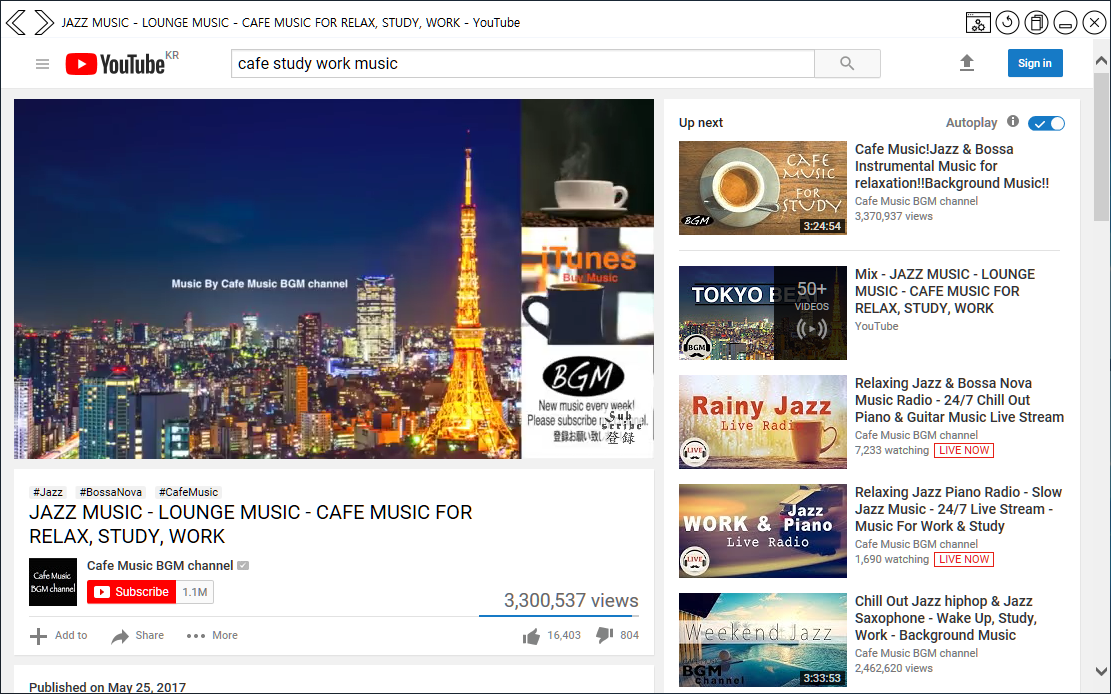 JAZZ MUSIC - LOUNGE MUSIC - CAFE MUSIC FOR RELAX, STUDY, WORK - YouTube
YouTube KR
cafe study work music
Sign in
Music By Cafe Music BGM channel
iTunes
Buy Music
BGM
New music every week!
Please subscribe
登録お願い致し
Sub
scribe
登録
#Jazz #BossaNova #CafeMusic
JAZZ MUSIC - LOUNGE MUSIC - CAFE MUSIC FOR
RELAX, STUDY, WORK
Cafe Music
BGM channel
Cafe Music BGM channel
Subscribe 1.1M
3,300,537 views
Add to Share More 16,403 804
Published on May 25, 2017
Up next Autoplay
CAFE
MUSIC
FOR
STUDY
BGM
3:24:54
Cafe Music!Jazz & Bossa
Instrumental Music for
relaxation!!Background Music!!
Cafe Music BGM channel
3,370,937 views
TOKYO BEAT
BGM
50+
VIDEOS
Mix - JAZZ MUSIC - LOUNGE
MUSIC - CAFE MUSIC FOR
RELAX, STUDY, WORK
YouTube
Rainy Jazz
Live Radio
LIVE
Relaxing Jazz & Bossa Nova
Music Radio - 24/7 Chill Out
Piano & Guitar Music Live Stream
Cafe Music BGM channel
7,233 watching LIVE NOW
WORK & Jazz Piano
Live Radio
LIVE
Relaxing Jazz Piano Radio - Slow
Jazz Music - 24/7 Live Stream -
Music For Work & Study
Cafe Music BGM channel
1,690 watching LIVE NOW
Weekend Jazz
BGM
Channel
3:33:53
Chill Out Jazz hiphop & Jazz
Saxophone - Wake Up, Study,
Work - Background Music
Cafe Music BGM channel
2,462,620 views